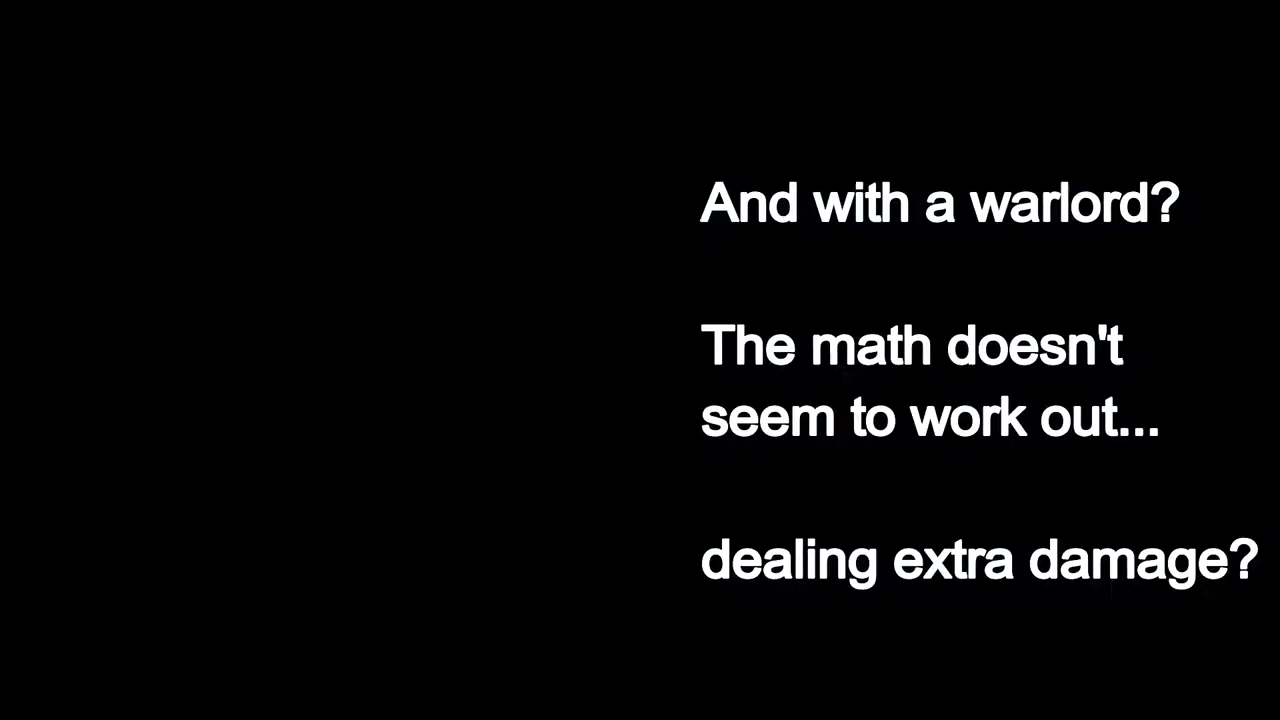 And with a warlord?
The math doesn't
seem to work out...
dealing extra damage?